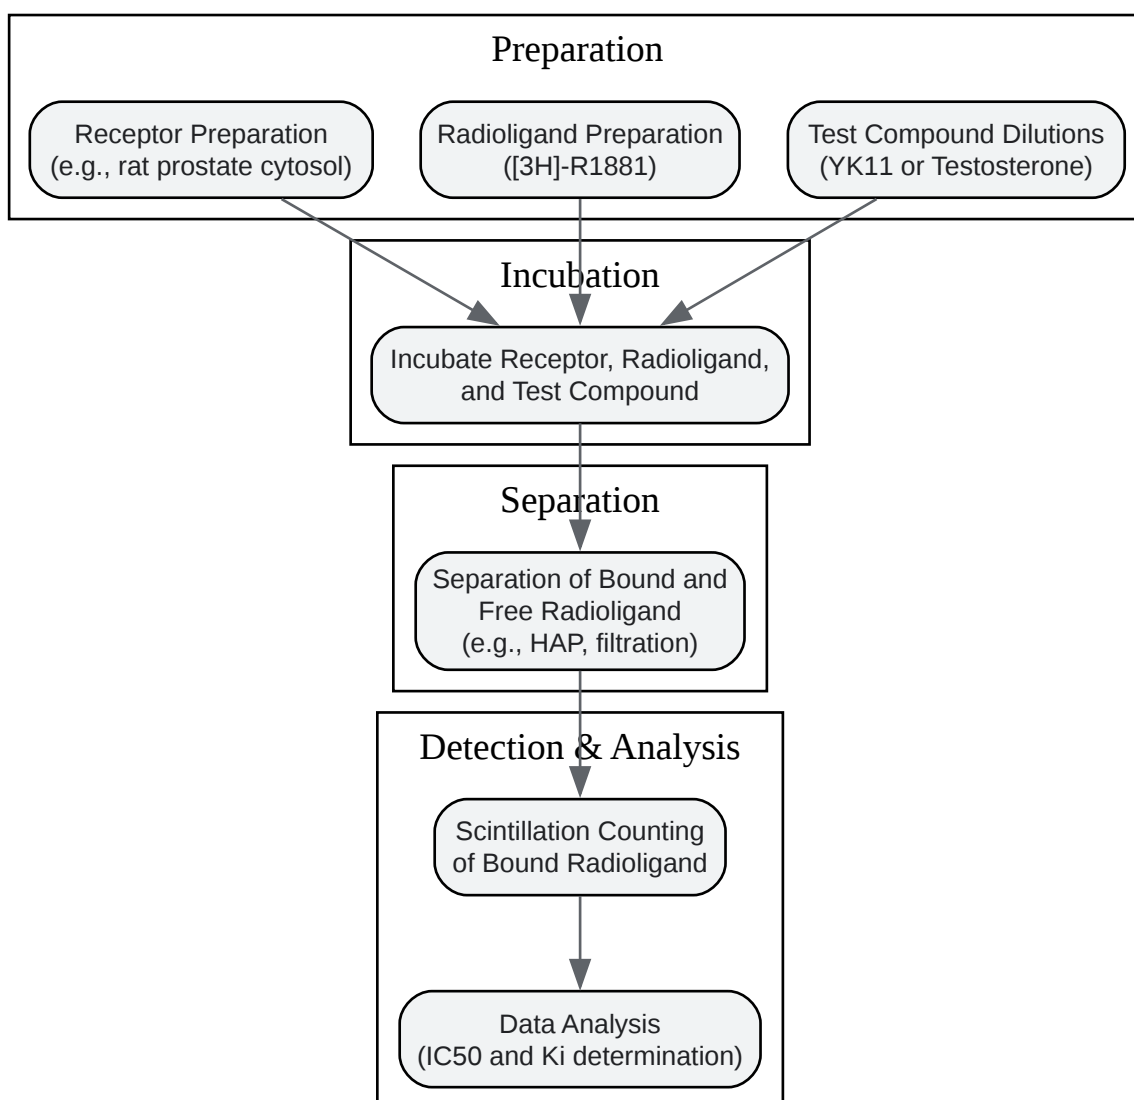 Preparation
Receptor Preparation
(e.g., rat prostate cytosol)
Radioligand Preparation
([3H]-R1881)
Test Compound Dilutions
(YK11 or Testosterone)
Incubation
Incubate Receptor, Radioligand,
and Test Compound
Separation
Separation of Bound and
Free Radioligand
(e.g., HAP, filtration)
Detection & Analysis
Scintillation Counting
of Bound Radioligand
Data Analysis
(IC50 and Ki determination)